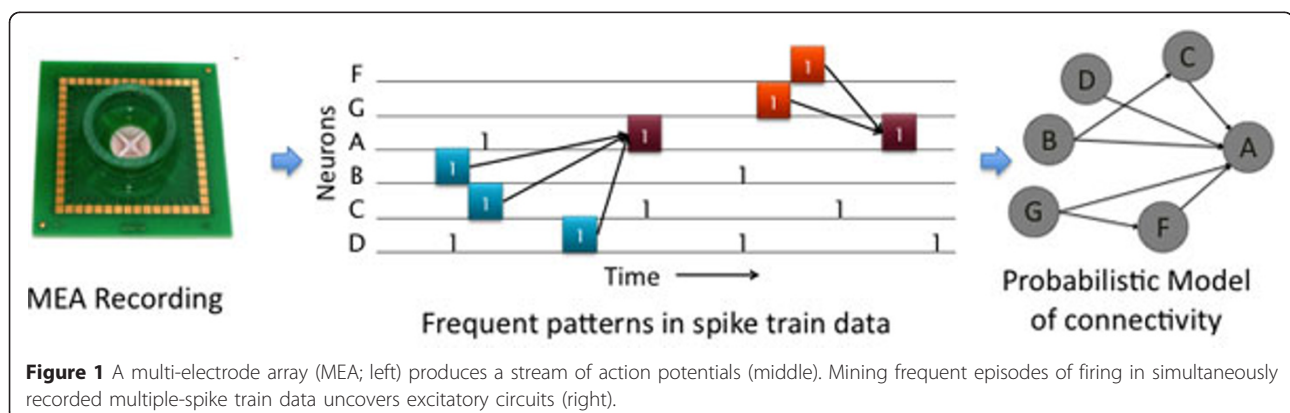 F
G
A 1 1 1
B 1 1
C 1 1 1
D 1 1 1 1
1
1
Neurons
Time
MEA Recording
Frequent patterns in spike train data
C
D
B
A
G
F
Probabilistic Model
of connectivity
Figure 1 A multi-electrode array (MEA; left) produces a stream of action potentials (middle). Mining frequent episodes of firing in simultaneously
recorded multiple-spike train data uncovers excitatory circuits (right).